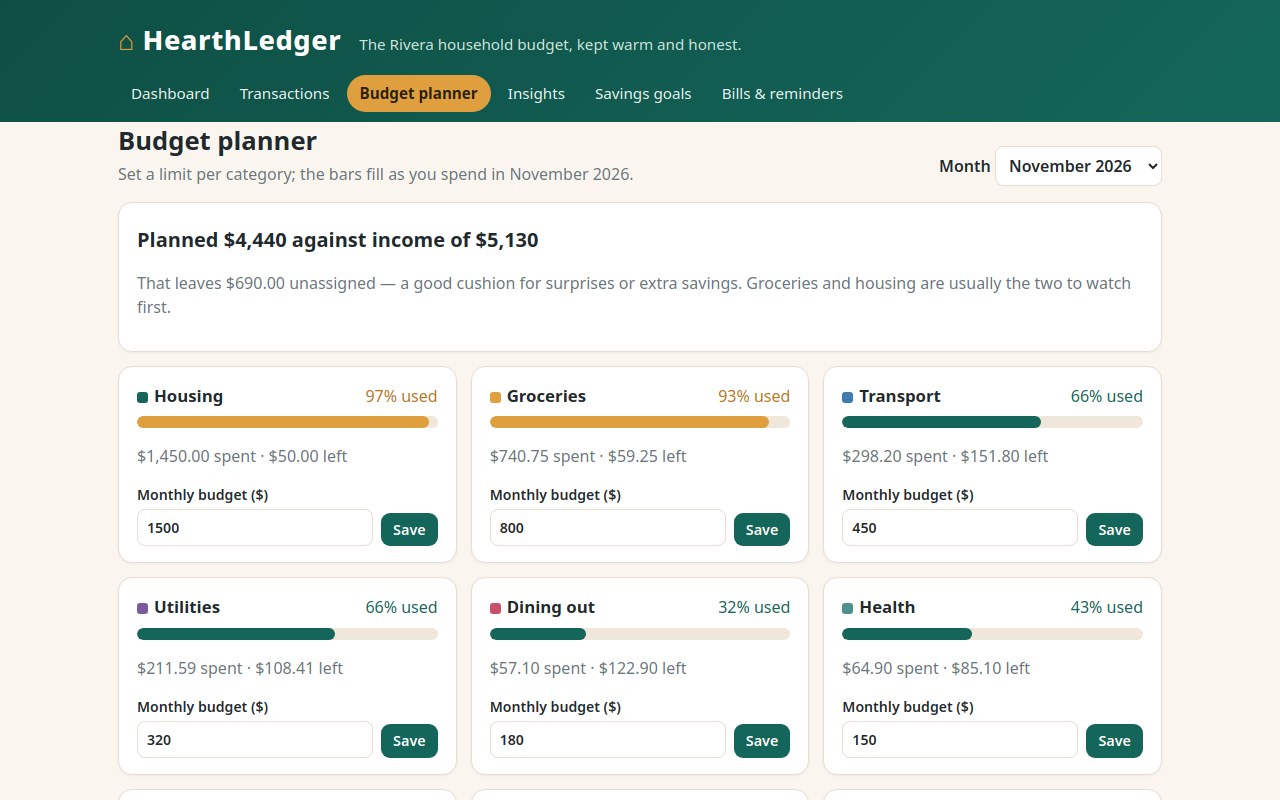 ⌂ HearthLedger The Rivera household budget, kept warm and honest.
Dashboard Transactions Budget planner Insights Savings goals Bills & reminders
Budget planner
Set a limit per category; the bars fill as you spend in November 2026.
Month November 2026
Planned $4,440 against income of $5,130
That leaves $690.00 unassigned — a good cushion for surprises or extra savings. Groceries and housing are usually the two to watch
first.
Housing 97% used
$1,450.00 spent · $50.00 left
Monthly budget ($)
1500 Save
Groceries 93% used
$740.75 spent · $59.25 left
Monthly budget ($)
800 Save
Transport 66% used
$298.20 spent · $151.80 left
Monthly budget ($)
450 Save
Utilities 66% used
$211.59 spent · $108.41 left
Monthly budget ($)
320 Save
Dining out 32% used
$57.10 spent · $122.90 left
Monthly budget ($)
180 Save
Health 43% used
$64.90 spent · $85.10 left
Monthly budget ($)
150 Save